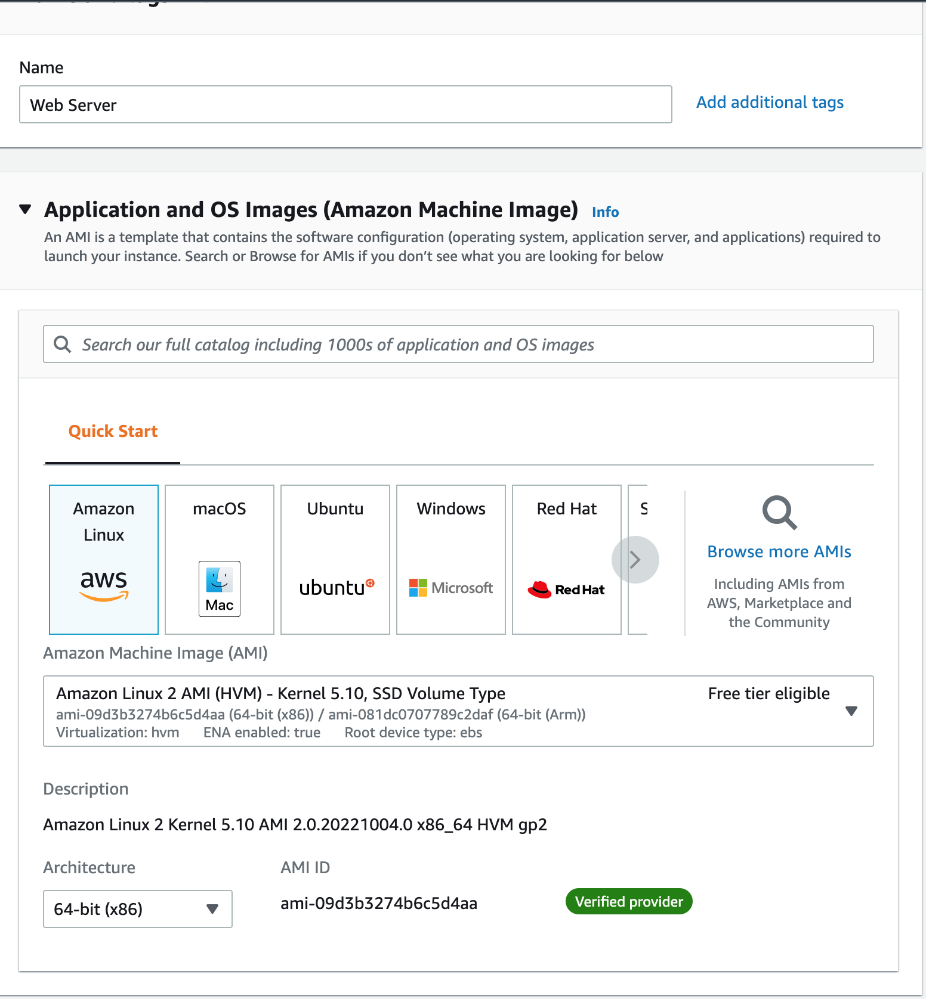 Name
Web Server
Add additional tags
Application and OS Images (Amazon Machine Image) Info
An AMI is a template that contains the software configuration (operating system, application server, and applications) required to
launch your instance. Search or Browse for AMIs if you don’t see what you are looking for below
Search our full catalog including 1000s of application and OS images
Quick Start
Amazon
Linux
aws
macOS
Mac
Ubuntu
ubuntu
Windows
Microsoft
Red Hat
Red Hat
S
Browse more AMIs
Including AMIs from
AWS, Marketplace and
the Community
Amazon Machine Image (AMI)
Amazon Linux 2 AMI (HVM) - Kernel 5.10, SSD Volume Type
Free tier eligible
ami-09d3b3274b6c5d4aa (64-bit (x86)) / ami-081dc0707789c2daf (64-bit (Arm))
Virtualization: hvm ENA enabled: true Root device type: ebs
Description
Amazon Linux 2 Kernel 5.10 AMI 2.0.20221004.0 x86_64 HVM gp2
Architecture
64-bit (x86)
AMI ID
ami-09d3b3274b6c5d4aa
Verified provider